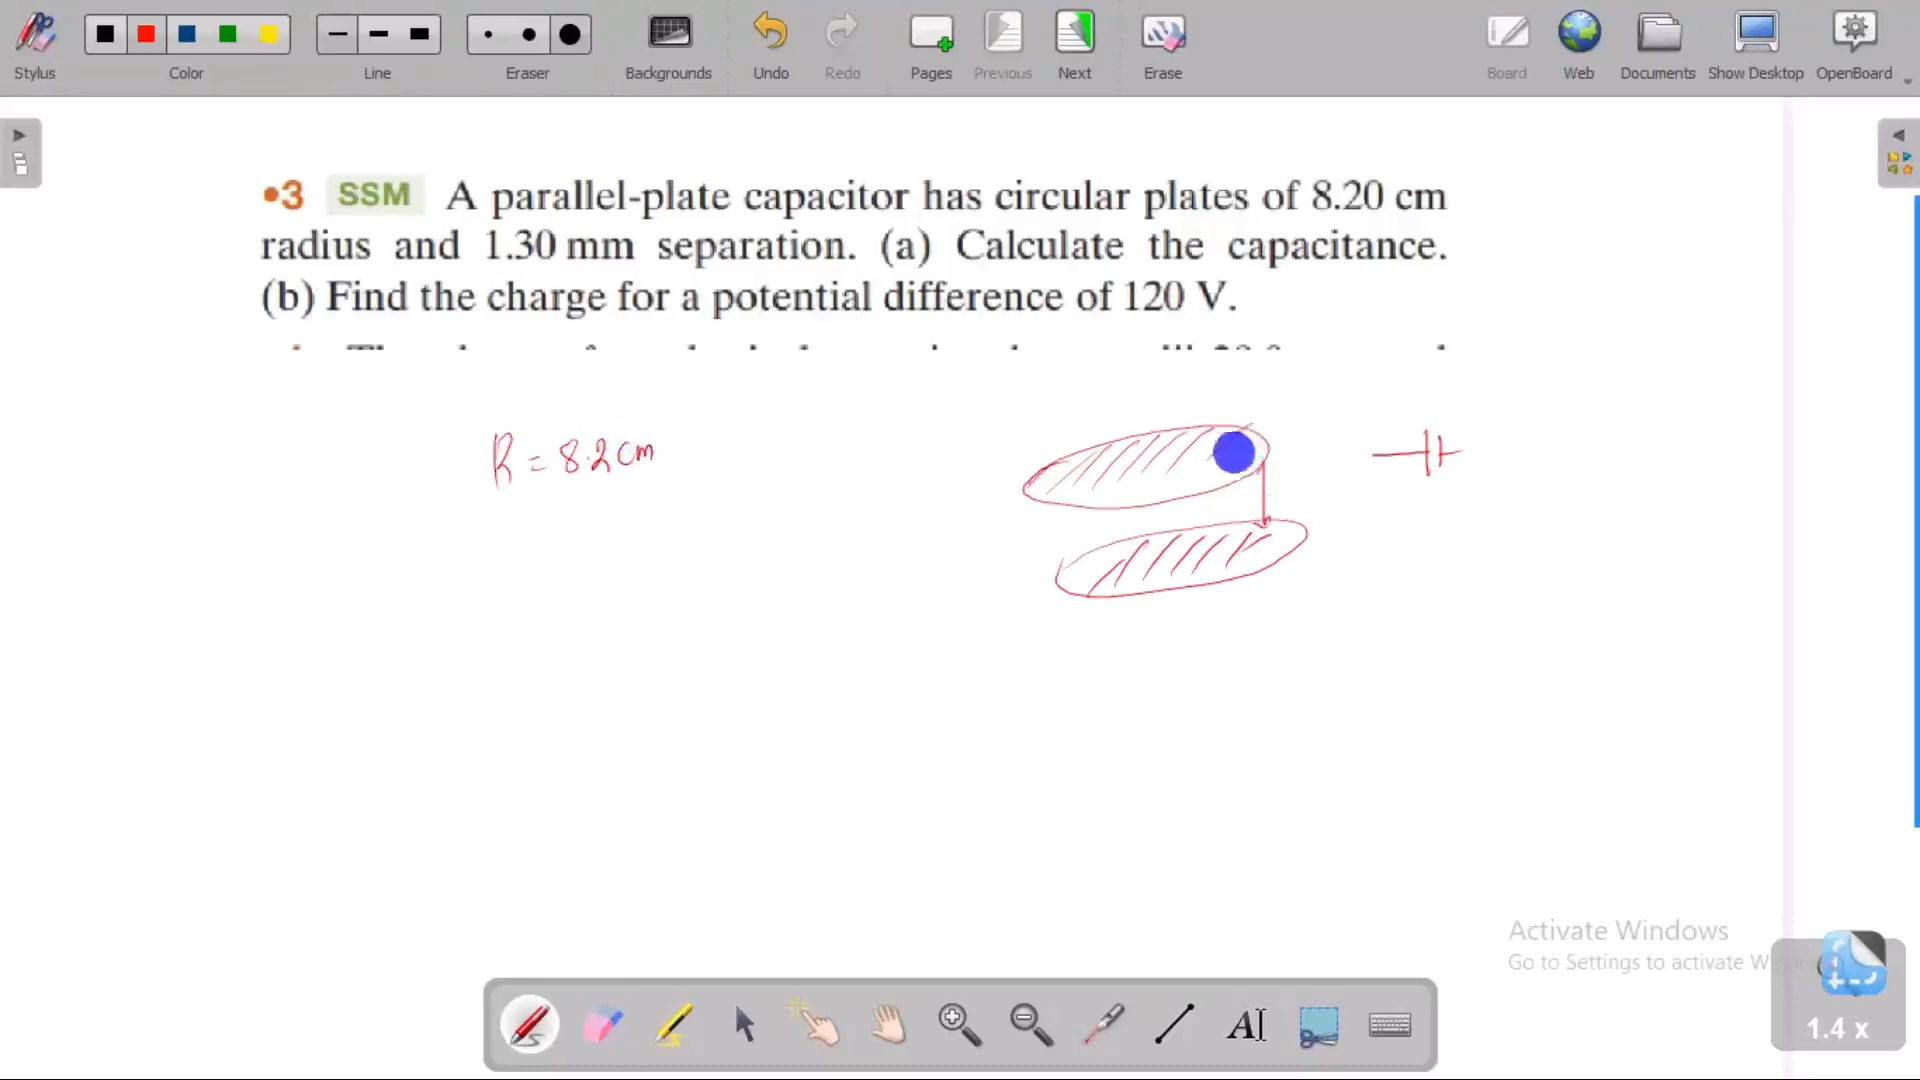 Stylus Color Line Eraser Backgrounds Undo Redo Pages Previous Next Erase Board Web Documents Show Desktop OpenBoard
•3 SSM A parallel-plate capacitor has circular plates of 8.20 cm
radius and 1.30 mm separation. (a) Calculate the capacitance.
(b) Find the charge for a potential difference of 120 V.
R = 8.2 cm
Activate Windows
Go to Settings to activate
1.4 x